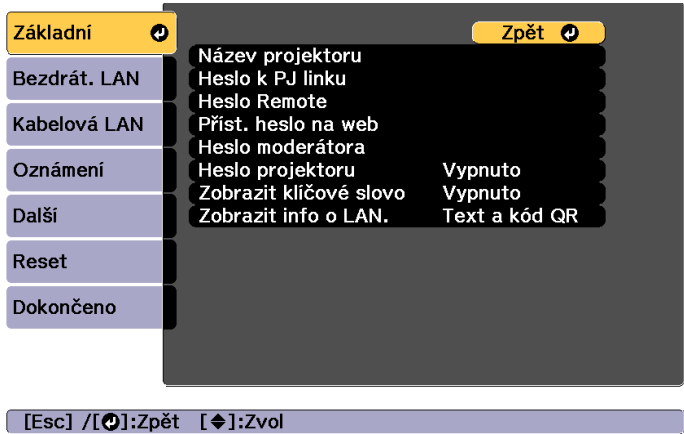 Základní
Bezdrát. LAN
Kabelová LAN
Oznámení
Další
Reset
Dokončeno
Zpět
Název projektoru
Heslo k PJ linku
Heslo Remote
Příst. heslo na web
Heslo moderátora
Heslo projektoru Vypnuto
Zobrazit klíčové slovo Vypnuto
Zobrazit info o LAN. Text a kód QR
[Esc] /[⏎]:Zpět [◆]:Zvol